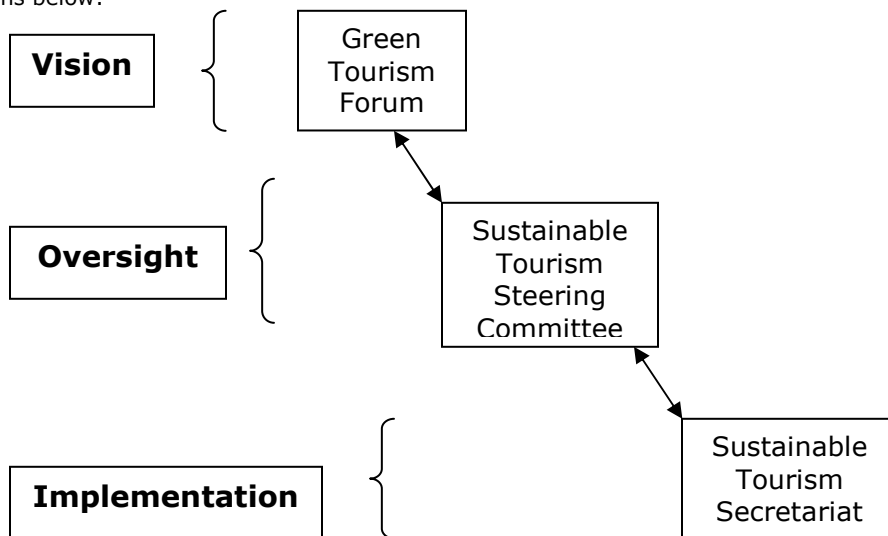 ns below:
Vision
Green
Tourism
Forum
Oversight
Sustainable
Tourism
Steering
Committee
Implementation
Sustainable
Tourism
Secretariat